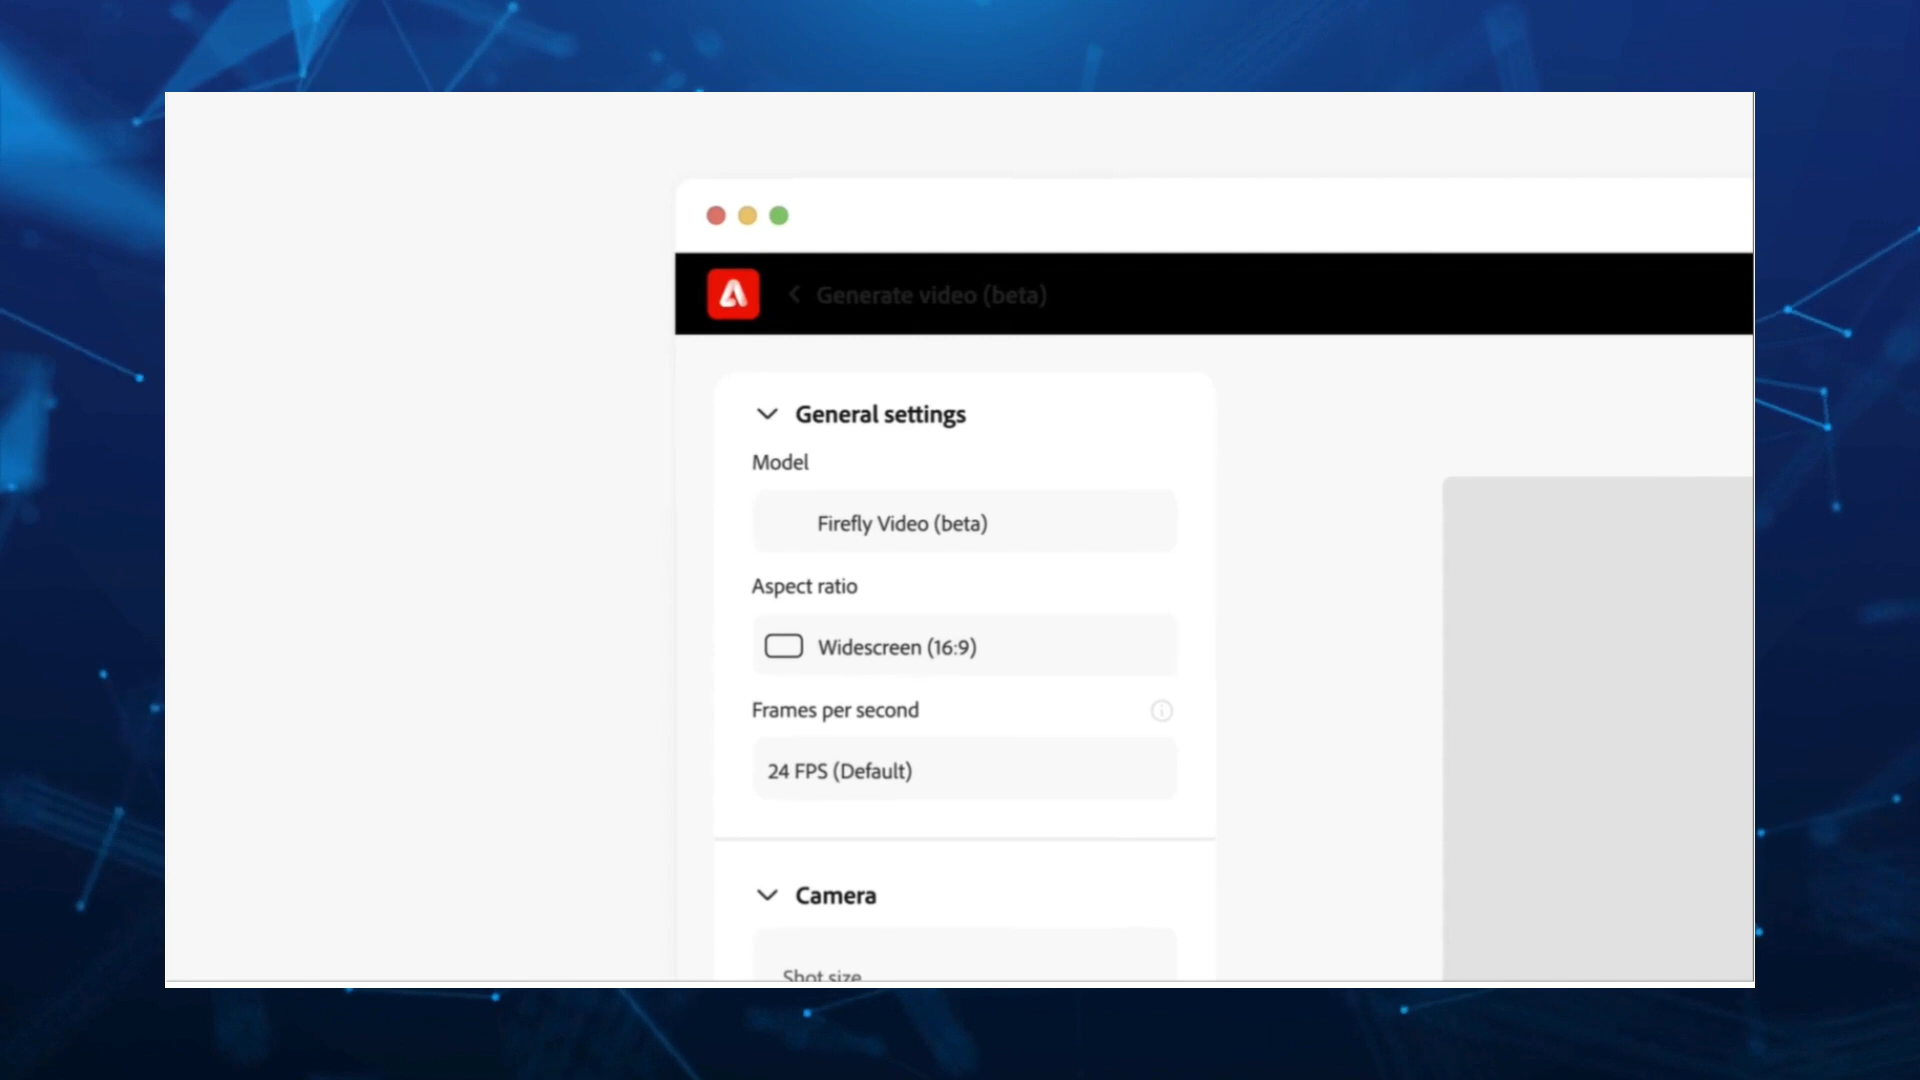 Generate video (beta)
General settings
Model
Firefly Video (beta)
Aspect ratio
Widescreen (16:9)
Frames per second
24 FPS (Default)
Camera
Shot size